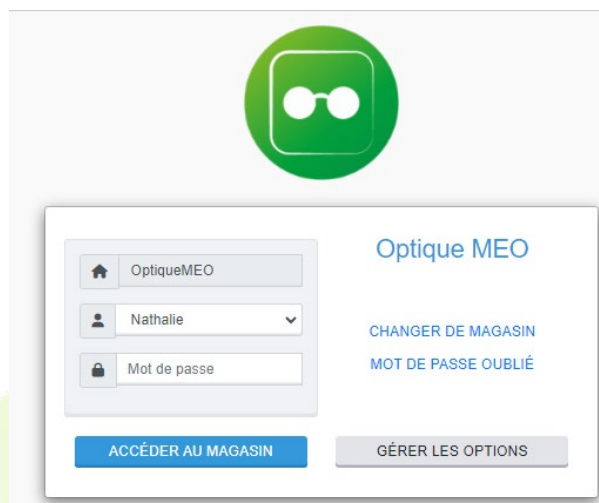 OptiqueMEO
Nathalie
Mot de passe
ACCÉDER AU MAGASIN
Optique MEO
CHANGER DE MAGASIN
MOT DE PASSE OUBLIÉ
GÉRER LES OPTIONS